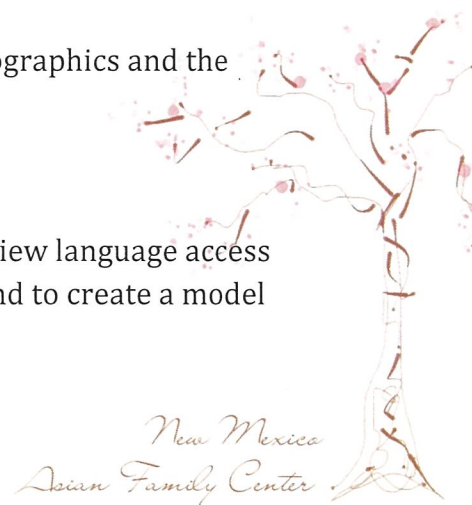 ographics and the
iew language access
nd to create a model
New Mexico
Asian Family Center